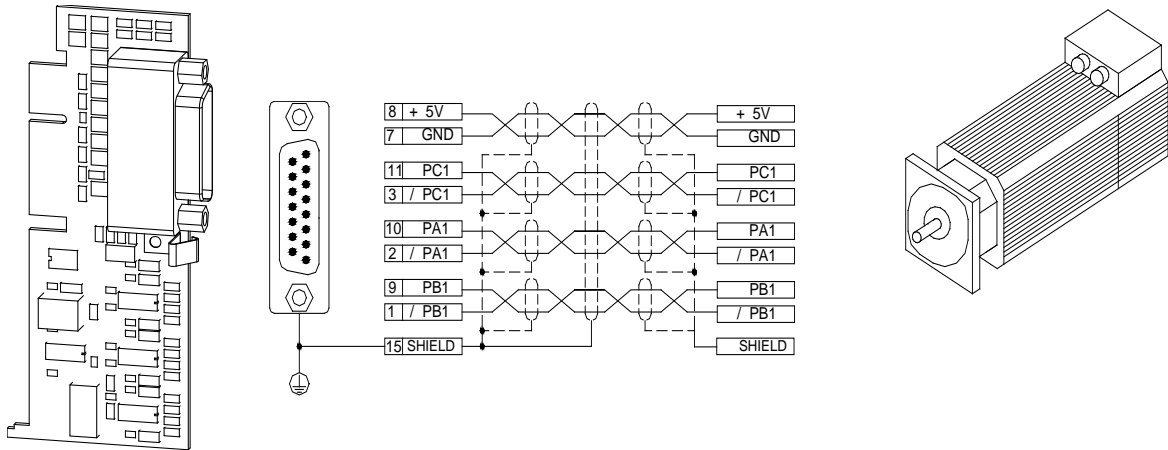 8 + 5V + 5V
7 GND GND
11 PC1 PC1
3 / PC1 / PC1
10 PA1 PA1
2 / PA1 / PA1
9 PB1 PB1
1 / PB1 / PB1
15 SHIELD SHIELD